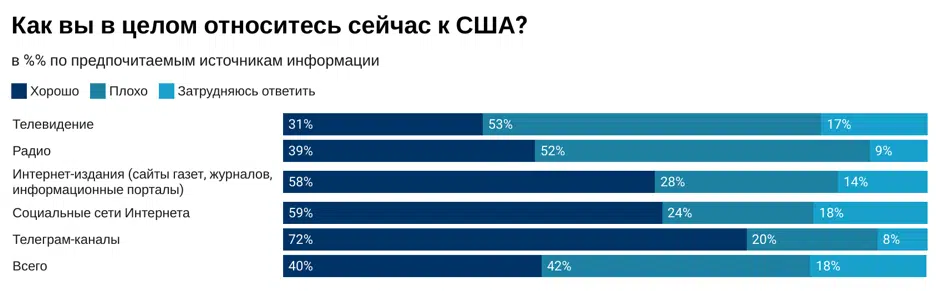 Как вы в целом относитесь сейчас к США?
в %% по предпочитаемым источникам информации
Хорошо Плохо Затрудняюсь ответить
Телевидение 31% 53% 17%
Радио 39% 52% 9%
Интернет-издания (сайты газет, журналов,
информационные порталы) 58% 28% 14%
Социальные сети Интернета 59% 24% 18%
Телеграм-каналы 72% 20% 8%
Всего 40% 42% 18%